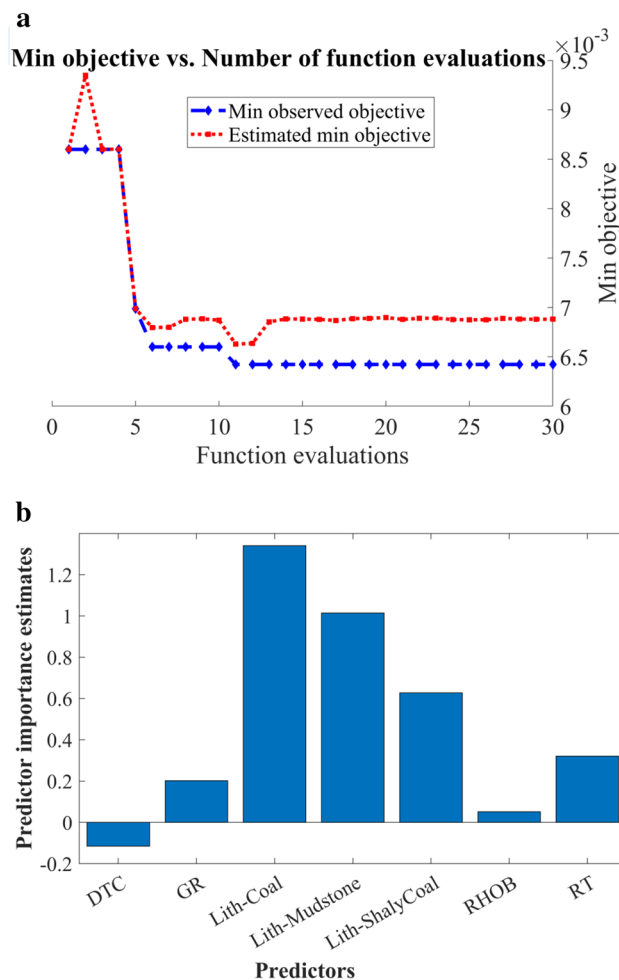 a
×10⁻³
Min objective vs. Number of function evaluations
9.5
Min observed objective
Estimated min objective
9
8.5
8
7.5
7
6.5
6
Min objective
0 5 10 15 20 25 30
Function evaluations
b
1.2
1
0.8
0.6
0.4
0.2
0
-0.2
Predictor importance estimates
DTC GR Lith-Coal Lith-Mudstone Lith-ShalyCoal RHOB RT
Predictors